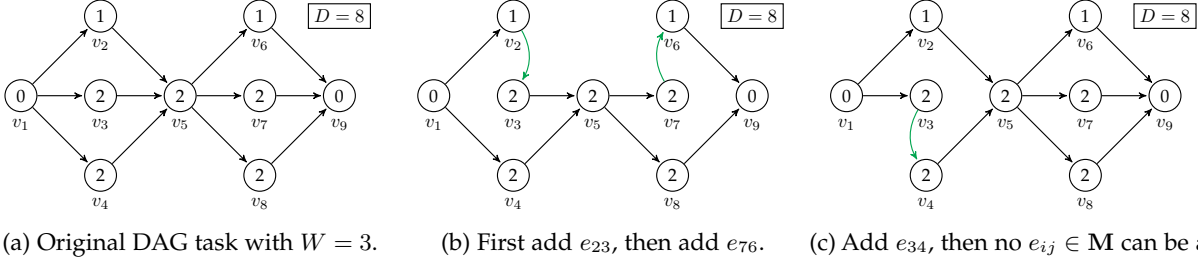 1 D = 8 1
v2 v6
0 2 2 2 0
v1 v3 v5 v7 v9
2 2
v4 v8
(a) Original DAG task with W = 3.
1 D = 8 1
v2 v6
0 2 2 2 0
v1 v3 v5 v7 v9
2 2
v4 v8
(b) First add e23, then add e76.
1 D = 8 1
v2 v6
0 2 2 2 0
v1 v3 v5 v7 v9
2 2
v4 v8
(c) Add e34, then no eij ∈ M can be a